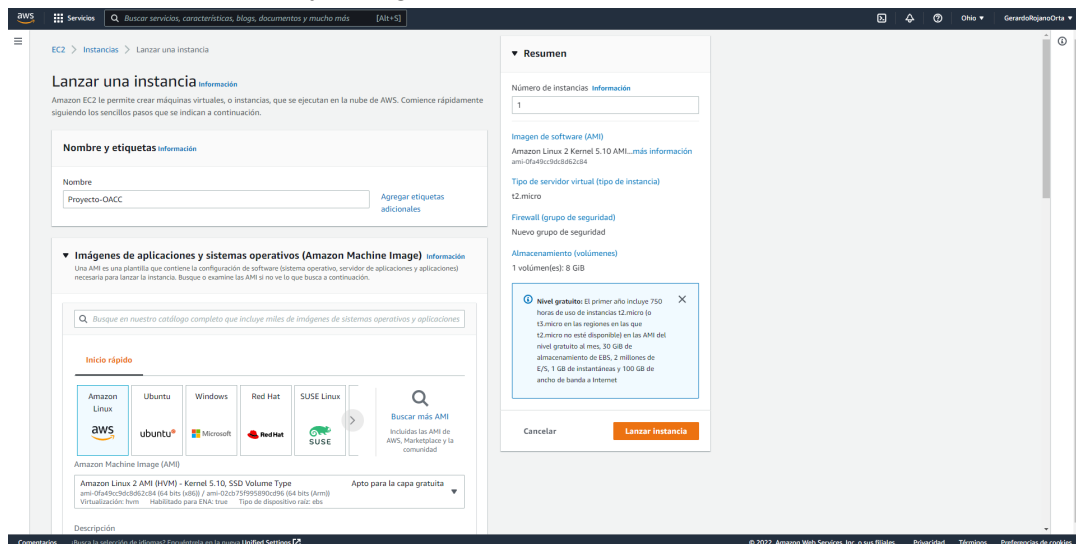 aws
Servicios
Buscar servicios, características, blogs, documentos y mucho más
[Alt+S]
Ohio
GerardoRojanoOrta
EC2 > Instancias > Lanzar una instancia
Lanzar una instancia Información
Amazon EC2 le permite crear máquinas virtuales, o instancias, que se ejecutan en la nube de AWS. Comience rápidamente
siguiendo los sencillos pasos que se indican a continuación.
Nombre y etiquetas Información
Nombre
Proyecto-OACC
Agregar etiquetas
adicionales
Imágenes de aplicaciones y sistemas operativos (Amazon Machine Image) Información
Una AMI es una plantilla que contiene la configuración de software (sistema operativo, servidor de aplicaciones y aplicaciones)
necesaria para lanzar la instancia. Busque o examine las AMI si no ve lo que busca a continuación.
Busque en nuestro catálogo completo que incluye miles de imágenes de sistemas operativos y aplicaciones
Inicio rápido
Amazon
Linux
aws
Ubuntu
ubuntu
Windows
Microsoft
Red Hat
Red Hat
SUSE Linux
SUSE
Buscar más AMI
Incluidas las AMI de
AWS, Marketplace y la
comunidad
Amazon Machine Image (AMI)
Amazon Linux 2 AMI (HVM) - Kernel 5.10, SSD Volume Type
Apto para la capa gratuita
ami-0fa49cc9dc8d62c84 (64 bits (x86)) / ami-02cb75f995890cd96 (64 bits (Arm))
Virtualización: hvm Habilitado para ENA: true Tipo de dispositivo raíz: ebs
Descripción
Resumen
Número de instancias Información
1
Imagen de software (AMI)
Amazon Linux 2 Kernel 5.10 AMI...más información
ami-0fa49cc9dc8d62c84
Tipo de servidor virtual (tipo de instancia)
t2.micro
Firewall (grupo de seguridad)
Nuevo grupo de seguridad
Almacenamiento (volúmenes)
1 volúmen(es): 8 GiB
Nivel gratuito: El primer año incluye 750
horas de uso de instancias t2.micro (o
t3.micro en las regiones en las que
t2.micro no esté disponible) en las AMI del
nivel gratuito al mes, 30 GiB de
almacenamiento de EBS, 2 millones de
E/S, 1 GB de instantáneas y 100 GB de
ancho de banda a Internet
Cancelar
Lanzar instancia
Comentarios
¿Busca la selección de idiomas? Encuéntrela en la nueva Unified Settings
© 2022, Amazon Web Services, Inc. o sus filiales.
Privacidad
Términos
Preferencias de cookies